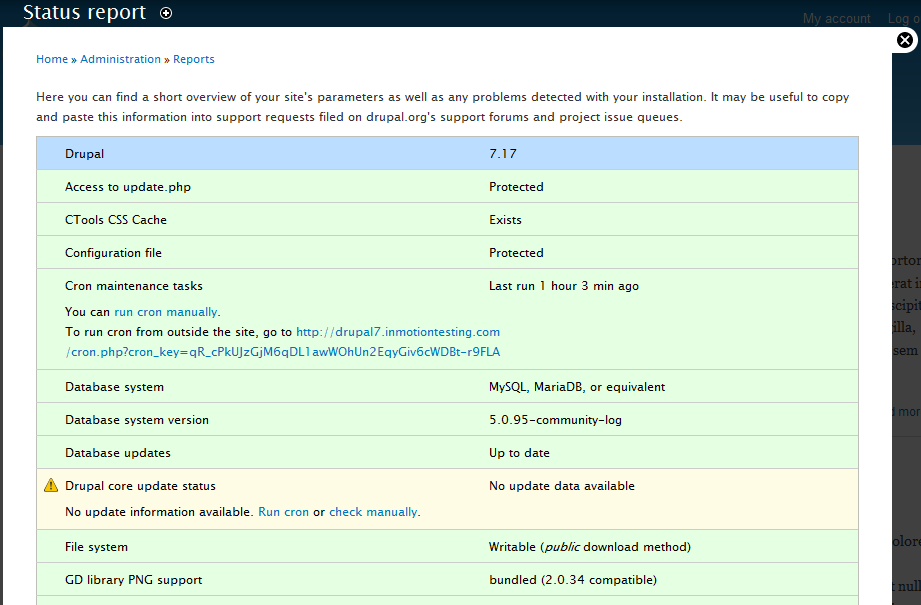 Status report
My account Log o
Home » Administration » Reports
Here you can find a short overview of your site's parameters as well as any problems detected with your installation. It may be useful to copy
and paste this information into support requests filed on drupal.org's support forums and project issue queues.
Drupal 7.17
Access to update.php Protected
CTools CSS Cache Exists
Configuration file Protected
Cron maintenance tasks Last run 1 hour 3 min ago
You can run cron manually.
To run cron from outside the site, go to http://drupal7.inmotiontesting.com
/cron.php?cron_key=qR_cPkUJzGjM6qDL1awWOhUn2EqyGiv6cWDBt-r9FLA
Database system MySQL, MariaDB, or equivalent
Database system version 5.0.95-community-log
Database updates Up to date
Drupal core update status No update data available
No update information available. Run cron or check manually.
File system Writable (public download method)
GD library PNG support bundled (2.0.34 compatible)